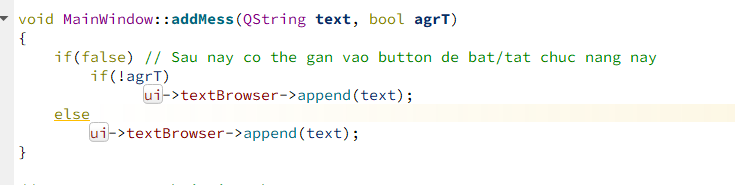 void MainWindow::addMess(QString text, bool agrT)
{
    if(false) // Sau nay co the gan vao button de bat/tat chuc nang nay
        if(!agrT)
              ui->textBrowser->append(text);
    else
        ui->textBrowser->append(text);
}